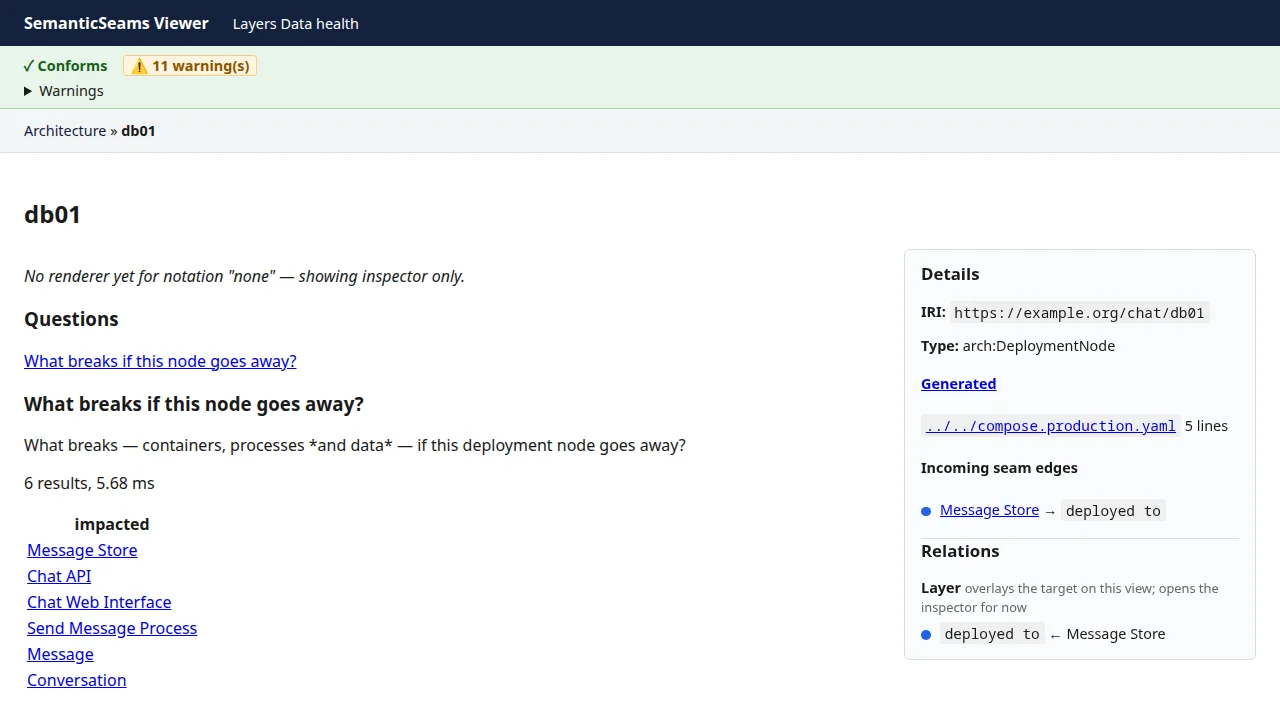 SemanticSeams Viewer Layers Data health
✓ Conforms ⚠️ 11 warning(s)
▶ Warnings
Architecture » db01
db01
No renderer yet for notation "none" — showing inspector only.
Questions
What breaks if this node goes away?
What breaks if this node goes away?
What breaks — containers, processes *and data* — if this deployment node goes away?
6 results, 5.68 ms
impacted
Message Store
Chat API
Chat Web Interface
Send Message Process
Message
Conversation
Details
IRI: https://example.org/chat/db01
Type: arch:DeploymentNode
Generated
../../compose.production.yaml 5 lines
Incoming seam edges
Message Store → deployed to
Relations
Layer overlays the target on this view; opens the
inspector for now
deployed to ← Message Store